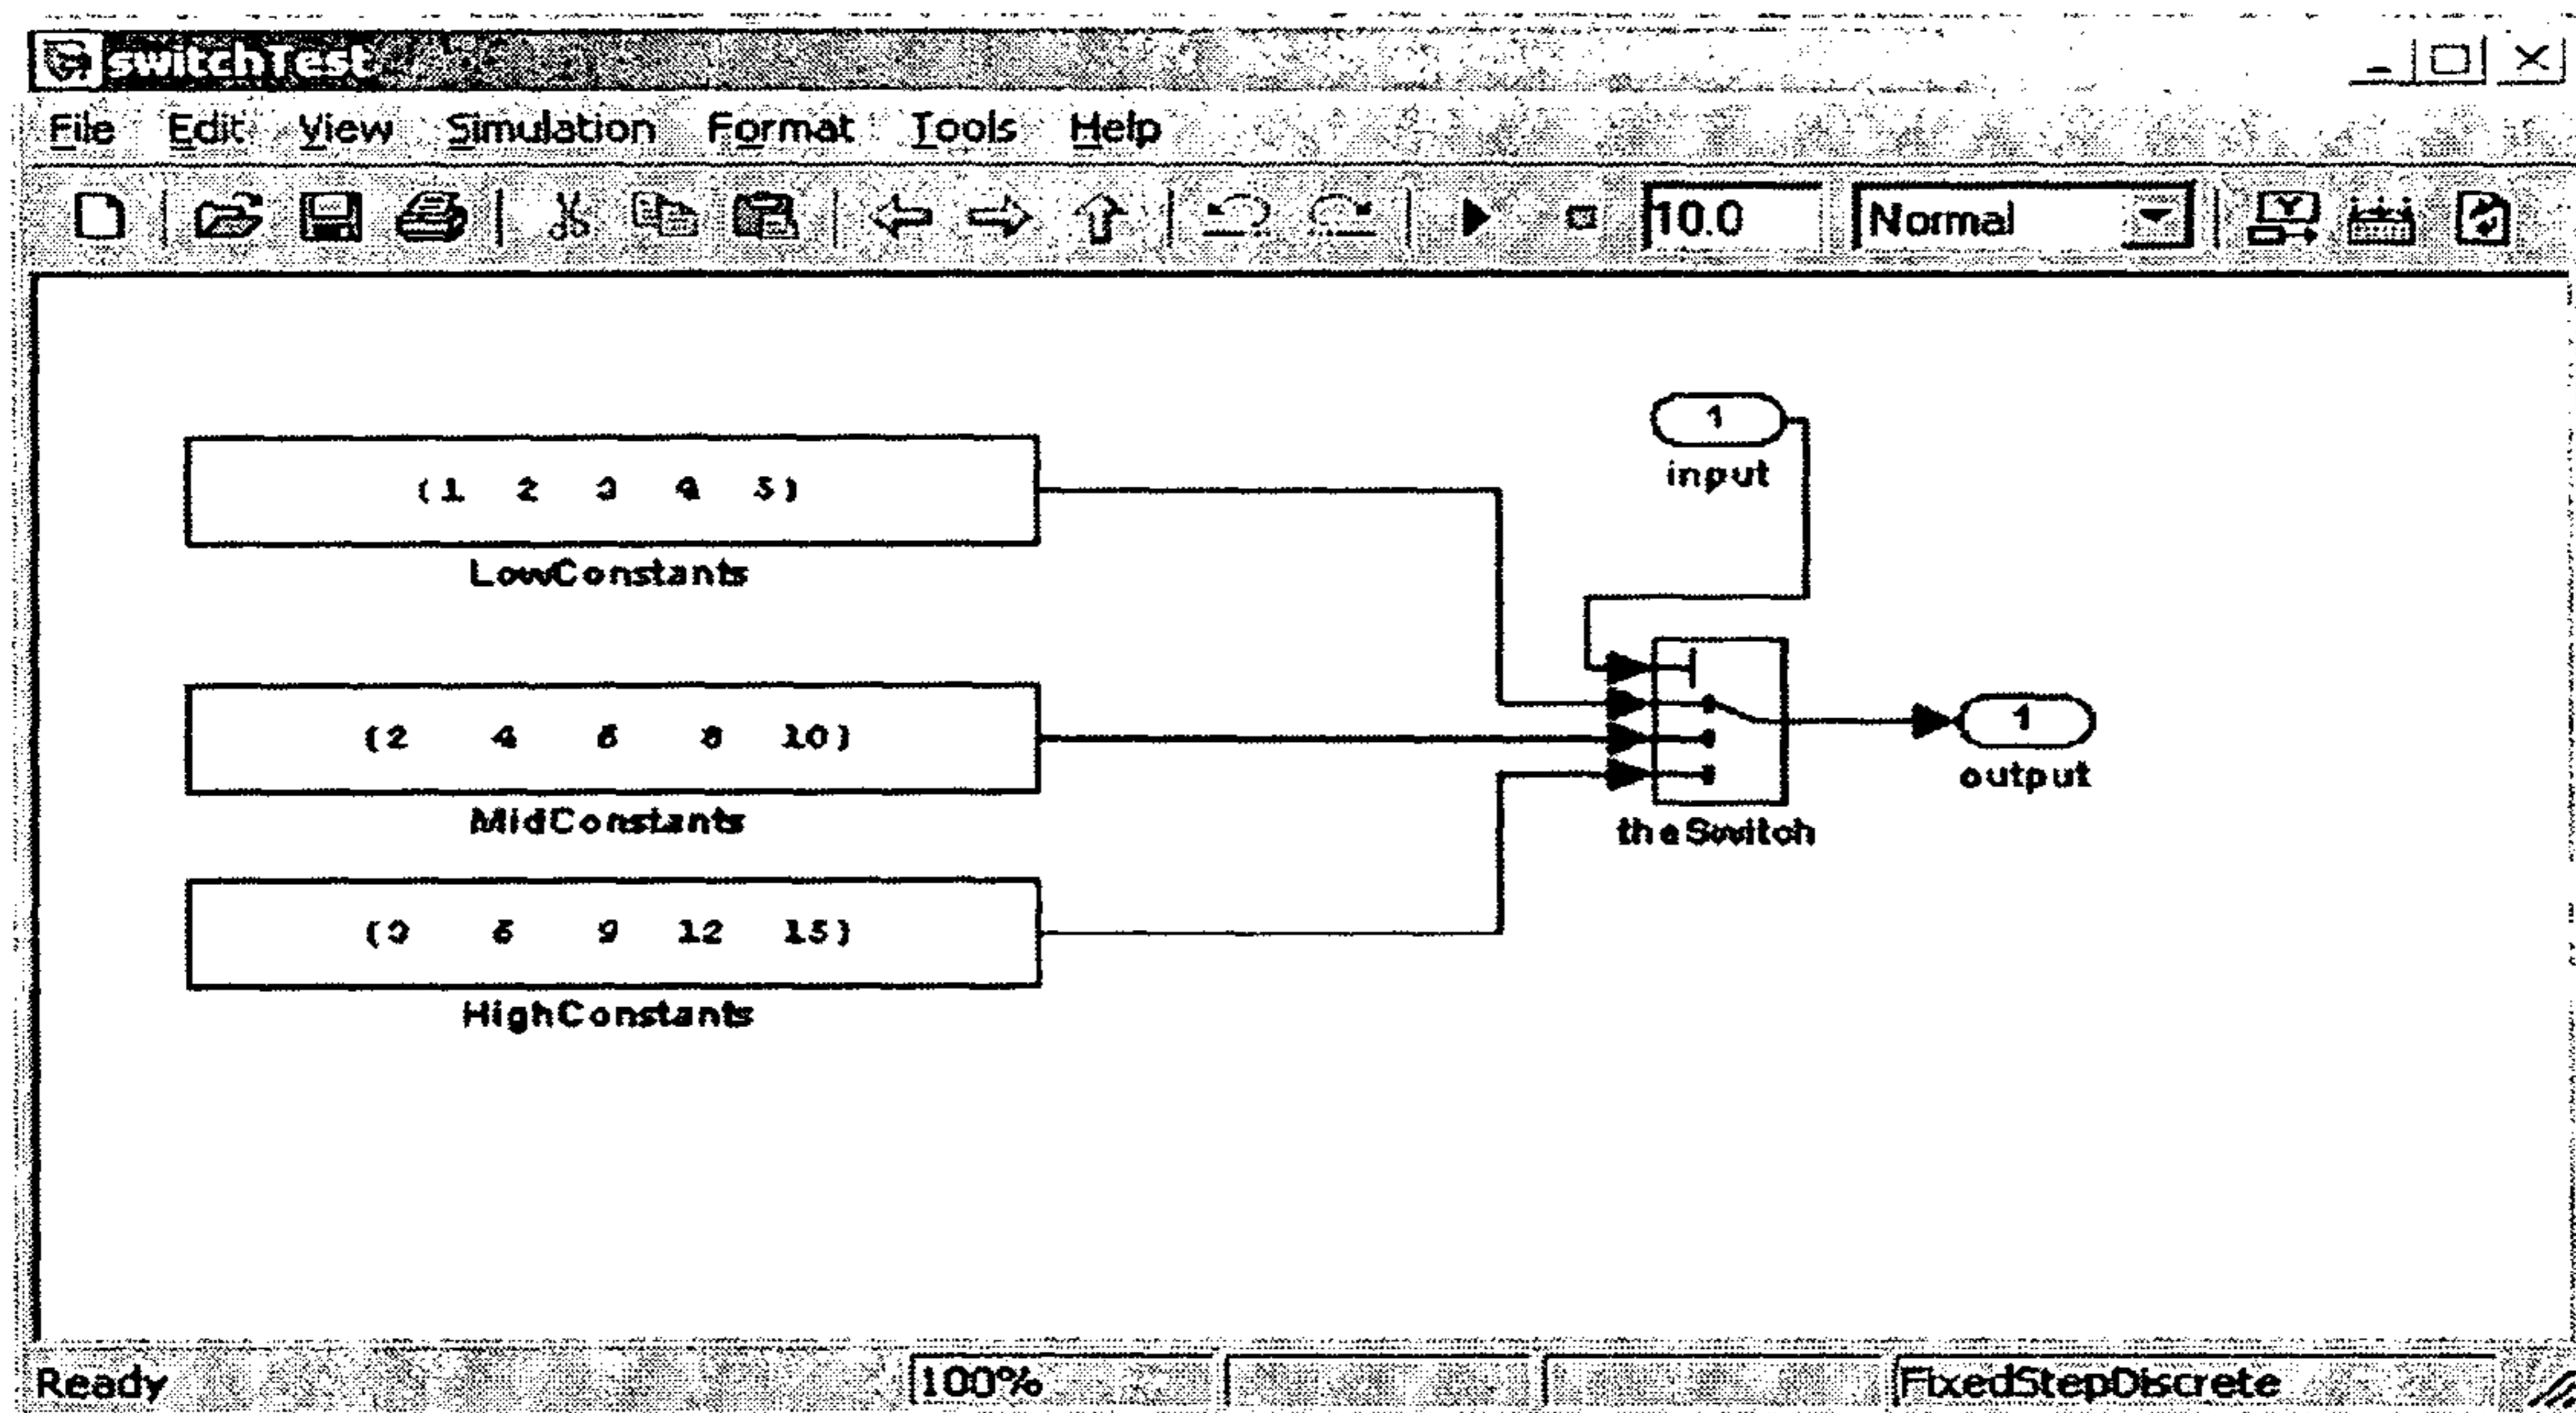 switchTest
File Edit View Simulation Format Tools Help
10.0 Normal
1
input
(1 2 3 4 5)
LowConstants
(2 4 6 8 10)
MidConstants
theSwitch
1
output
(3 6 9 12 15)
HighConstants
Ready 100% FixedStepDiscrete